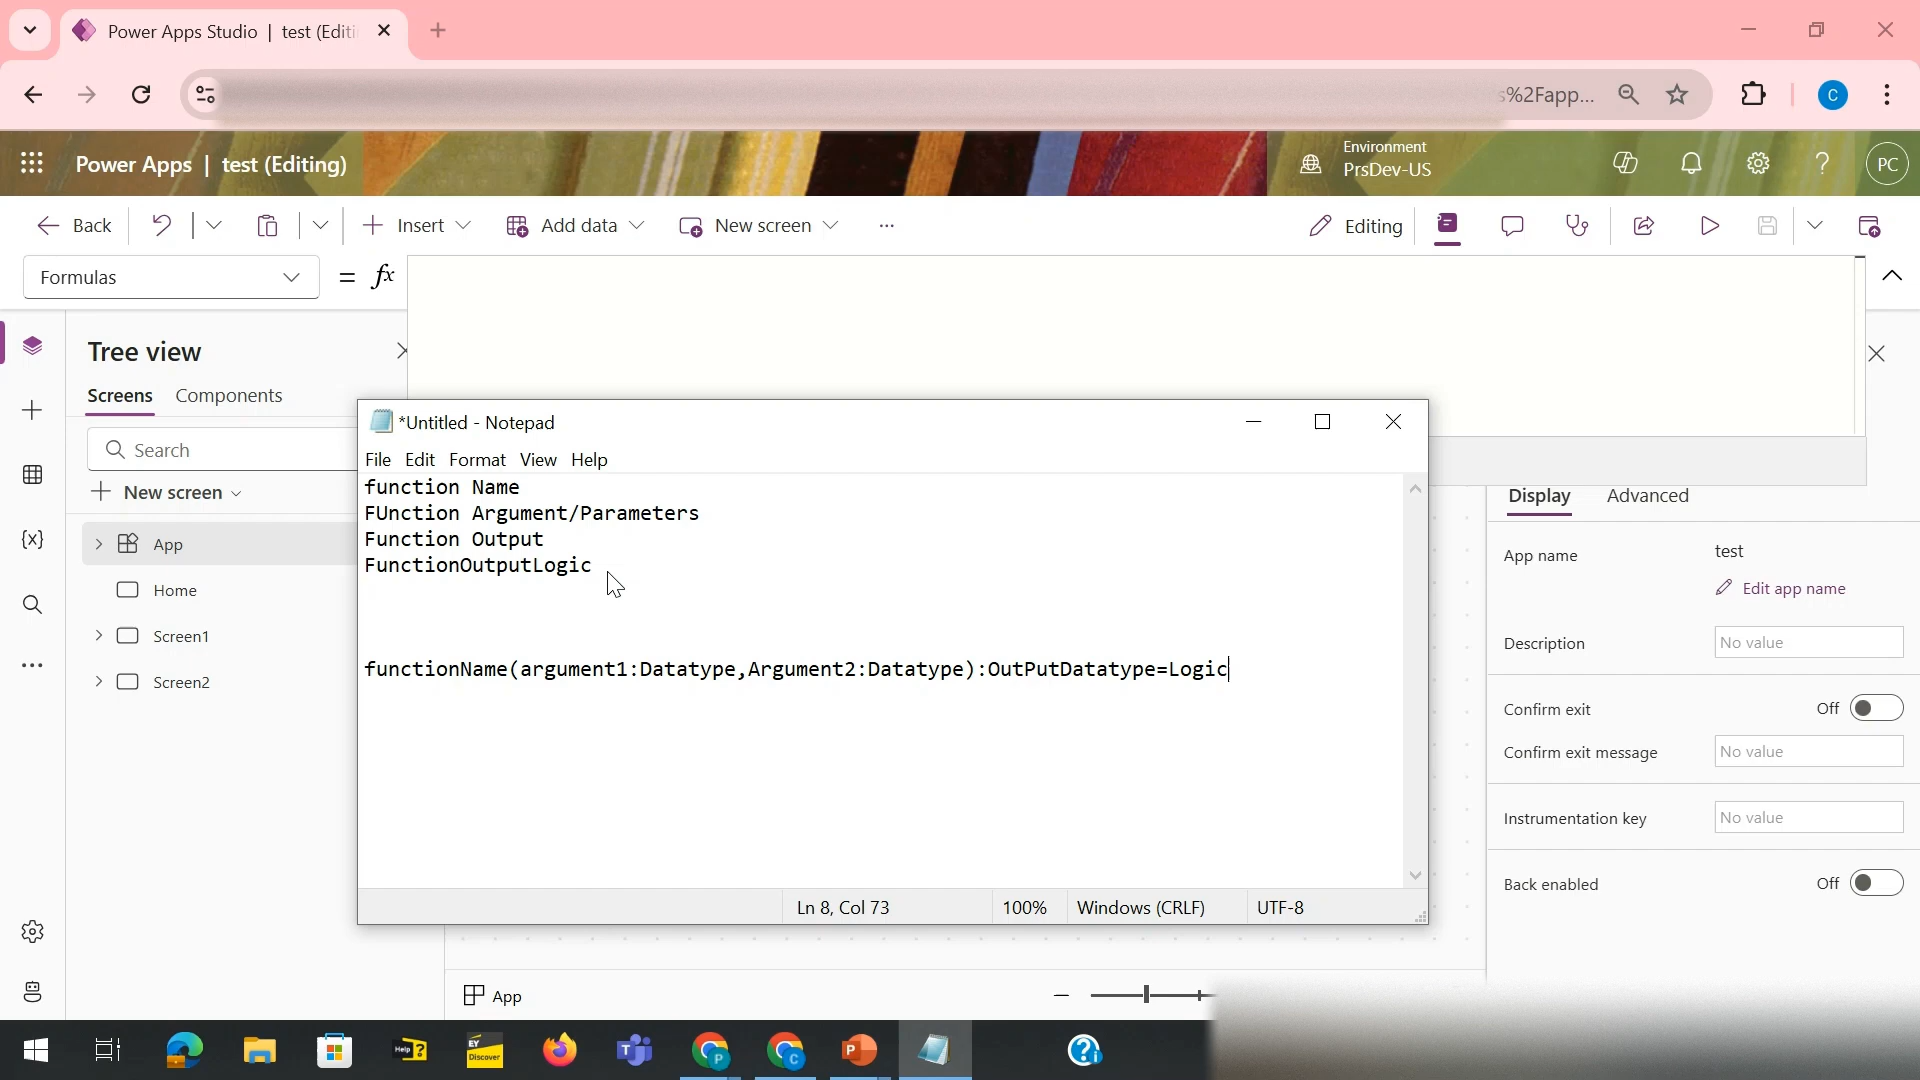 Power Apps Studio | test (Editi
s%2Fapp...
C
Power Apps | test (Editing)
Environment
PrsDev-US
PC
Back
Insert
Add data
New screen
...
Editing
Formulas
= fx
Tree view
Screens
Components
Search
New screen
App
Home
Screen1
Screen2
*Untitled - Notepad
File Edit Format View Help
function Name
FUnction Argument/Parameters
Function Output
FunctionOutputLogic
functionName(argument1:Datatype,Argument2:Datatype):OutPutDatatype=Logic
Ln 8, Col 73
100%
Windows (CRLF)
UTF-8
Display
Advanced
App name
test
Edit app name
Description
No value
Confirm exit
Off
Confirm exit message
No value
Instrumentation key
No value
Back enabled
Off
App
Help ?
EY
Discover
T
P
C
P
?